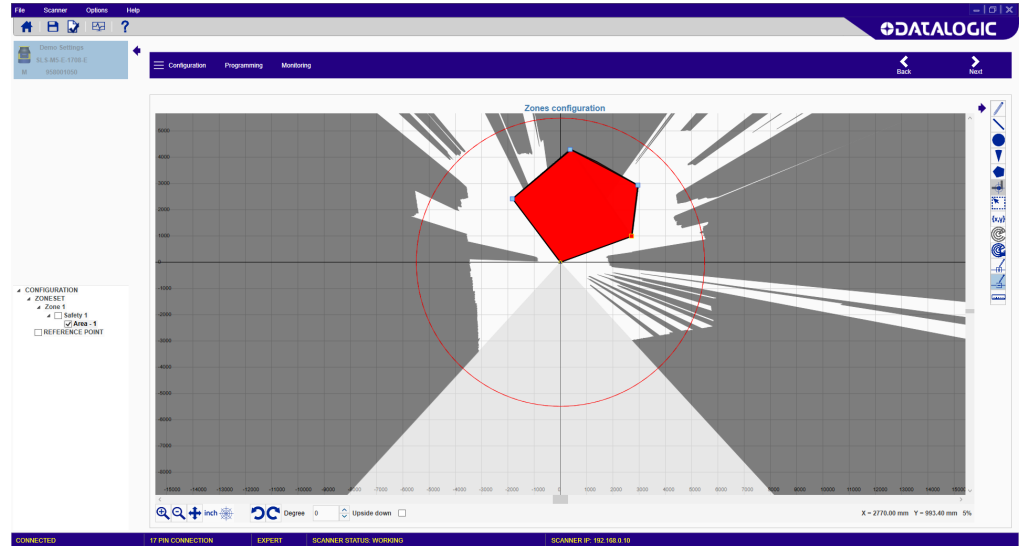 File Scanner Options Help
DATALOGIC
Demo Settings
SLS-M5-E-1708-E
M 950801050
Configuration Programming Monitoring
Back Next
Zones configuration
5000
4000
3000
2000
1000
0
-1000
-2000
-3000
-4000
-5000
-6000
-7000
-8000
-15000 -14000 -13000 -12000 -11000 -10000 -9000 -8000 -7000 -6000 -5000 -4000 -3000 -2000 -1000 0 1000 2000 3000 4000 5000 6000 7000 8000 9000 10000 11000 12000 13000 14000 15000
{x,y}
CONFIGURATION
ZONESET
Zone 1
Safety 1
Area - 1
REFERENCE POINT
inch
Degree 0 Upside down
X = 2770.00 mm Y = 993.40 mm 5%
CONNECTED 17 PIN CONNECTION EXPERT SCANNER STATUS: WORKING SCANNER IP: 192.168.0.10